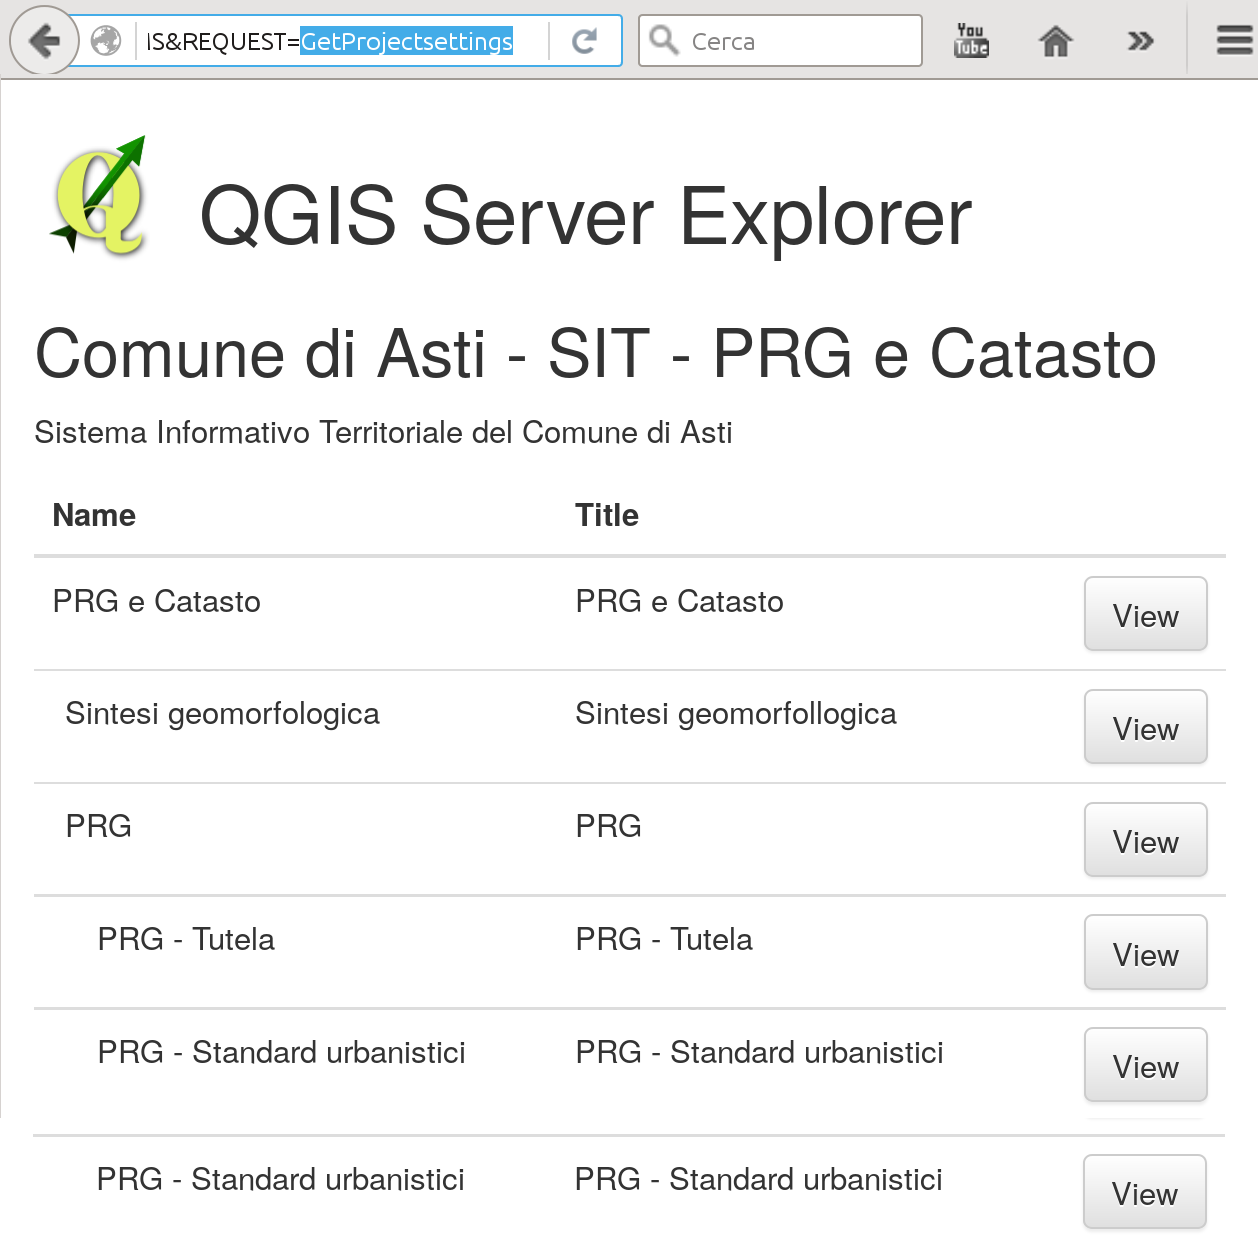 IS&REQUEST=GetProjectsettings
Cerca
You Tube
QGIS Server Explorer
Comune di Asti - SIT - PRG e Catasto
Sistema Informativo Territoriale del Comune di Asti
Name Title
PRG e Catasto PRG e Catasto View
Sintesi geomorfologica Sintesi geomorfollogica View
PRG PRG View
PRG - Tutela PRG - Tutela View
PRG - Standard urbanistici PRG - Standard urbanistici View
PRG - Standard urbanistici PRG - Standard urbanistici View